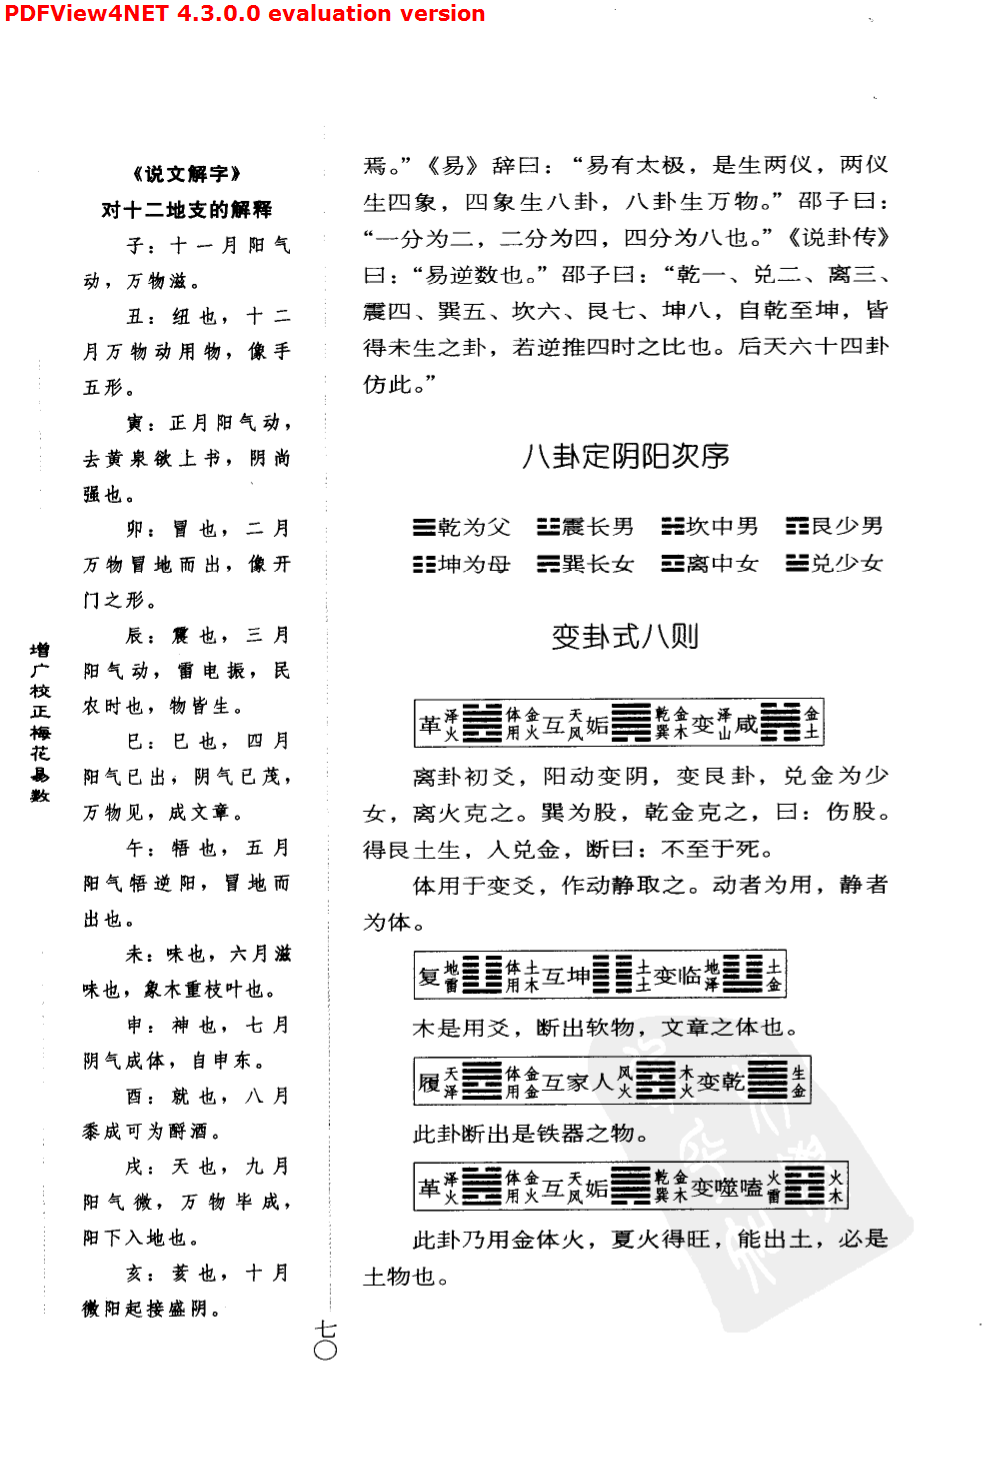 PDFView4NET 4.3.0.0 evaluation version
《说文解字》
对十二地支的解释
子：十一月阳气
动，万物滋。
丑：纽也，十二
月万物动用物，像手
五形。
寅：正月阳气动，
去黄泉欲上书，阴尚
强也。
卯：冒也，二月
万物冒地而出，像开
门之形。
辰：震也，三月
阳气动，雷电振，民
农时也，物皆生。
巳：巳也，四月
阳气已出，阴气已茂，
万物见，成文章。
午：牾也，五月
阳气牾逆阳，冒地而
出也。
未：味也，六月滋
味也，象木重枝叶也。
申：神也，七月
阴气成体，自申东。
酉：就也，八月
黍成可为酎酒。
戌：天也，九月
阳气微，万物毕成，
阳下入地也。
亥：荄也，十月
微阳起接盛阴。
增广校正梅花易数
焉。”《易》辞曰：“易有太极，是生两仪，两仪
生四象，四象生八卦，八卦生万物。”邵子曰：
“一分为二，二分为四，四分为八也。”《说卦传》
曰：“易逆数也。”邵子曰：“乾一、兑二、离三、
震四、巽五、坎六、艮七、坤八，自乾至坤，皆
得未生之卦，若逆推四时之比也。后天六十四卦
仿此。”
八卦定阴阳次序
☰乾为父 ☳震长男 ☵坎中男 ☶艮少男
☷坤为母 ☴巽长女 ☲离中女 ☱兑少女
变卦式八则
革 泽火 体金用火 互 天风 姤 乾金巽木 变 泽山 咸 金土
离卦初爻，阳动变阴，变艮卦，兑金为少
女，离火克之。巽为股，乾金克之，曰：伤股。
得艮土生，入兑金，断曰：不至于死。
体用于变爻，作动静取之。动者为用，静者
为体。
复 地雷 体土用木 互坤 土土 变临 地泽 土金
木是用爻，断出软物，文章之体也。
履 天泽 体金用金 互家人 风火 木火 变乾 生金
此卦断出是铁器之物。
革 泽火 体金用火 互 天风 姤 乾金巽木 变噬嗑 火雷 火木
此卦乃用金体火，夏火得旺，能出土，必是
土物也。
七〇